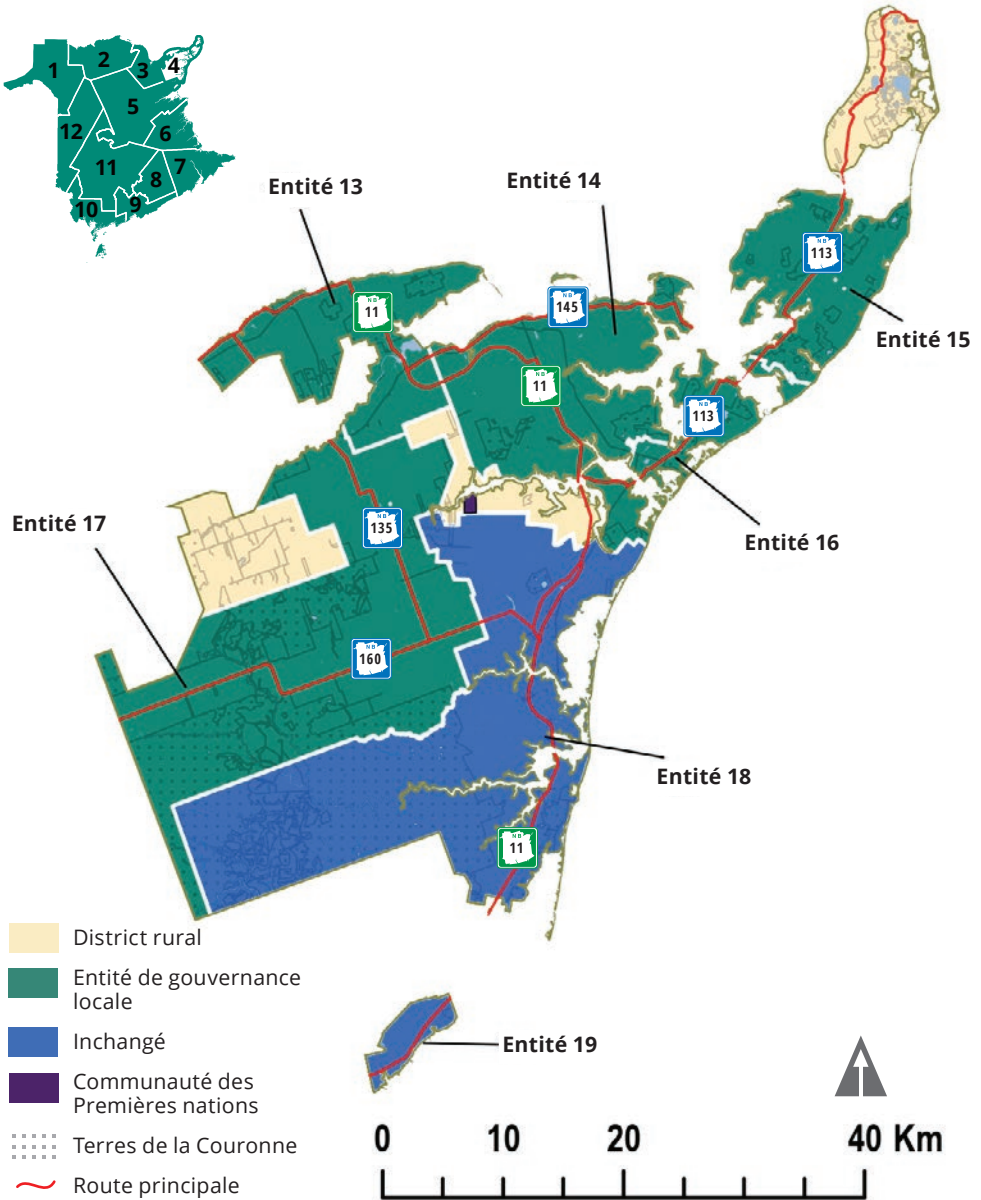 1
2
3
4
5
6
7
8
9
10
11
12
Entité 13
Entité 14
NB
113
NB
11
NB
145
Entité 15
NB
11
NB
113
Entité 17
NB
135
Entité 16
NB
160
Entité 18
NB
11
District rural
Entité de gouvernance
locale
Inchangé
Communauté des
Premières nations
Terres de la Couronne
Route principale
Entité 19
0 10 20 40 Km